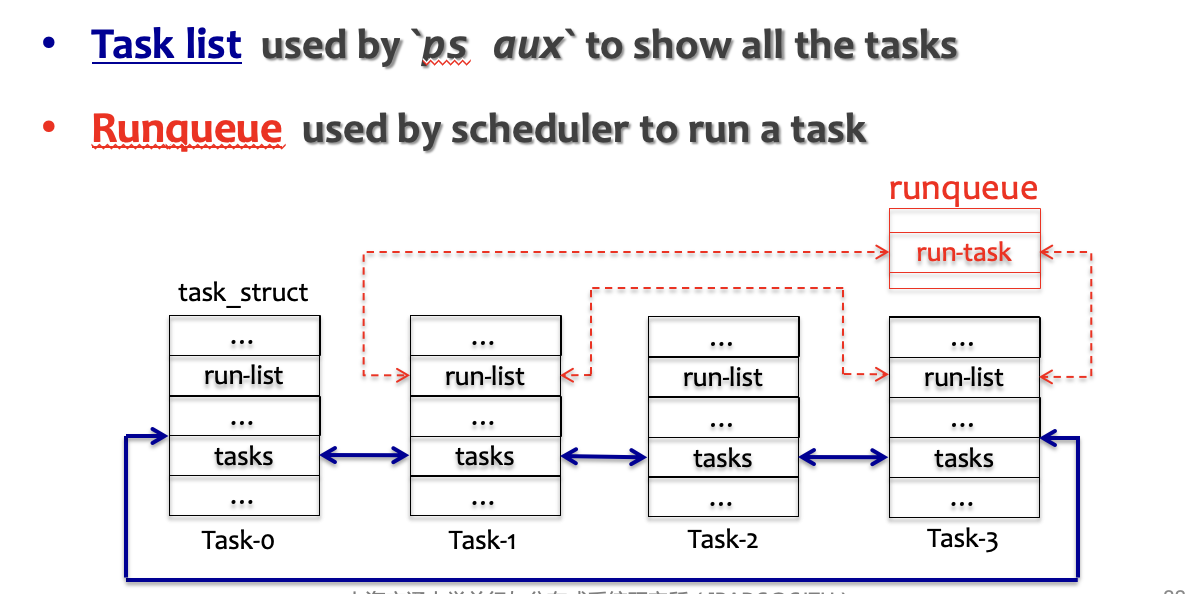 • Task list used by `ps aux` to show all the tasks
• Runqueue used by scheduler to run a task
runqueue
run-task
task_struct
... ... ... ...
run-list run-list run-list run-list
... ... ... ...
tasks tasks tasks tasks
... ... ... ...
Task-0 Task-1 Task-2 Task-3